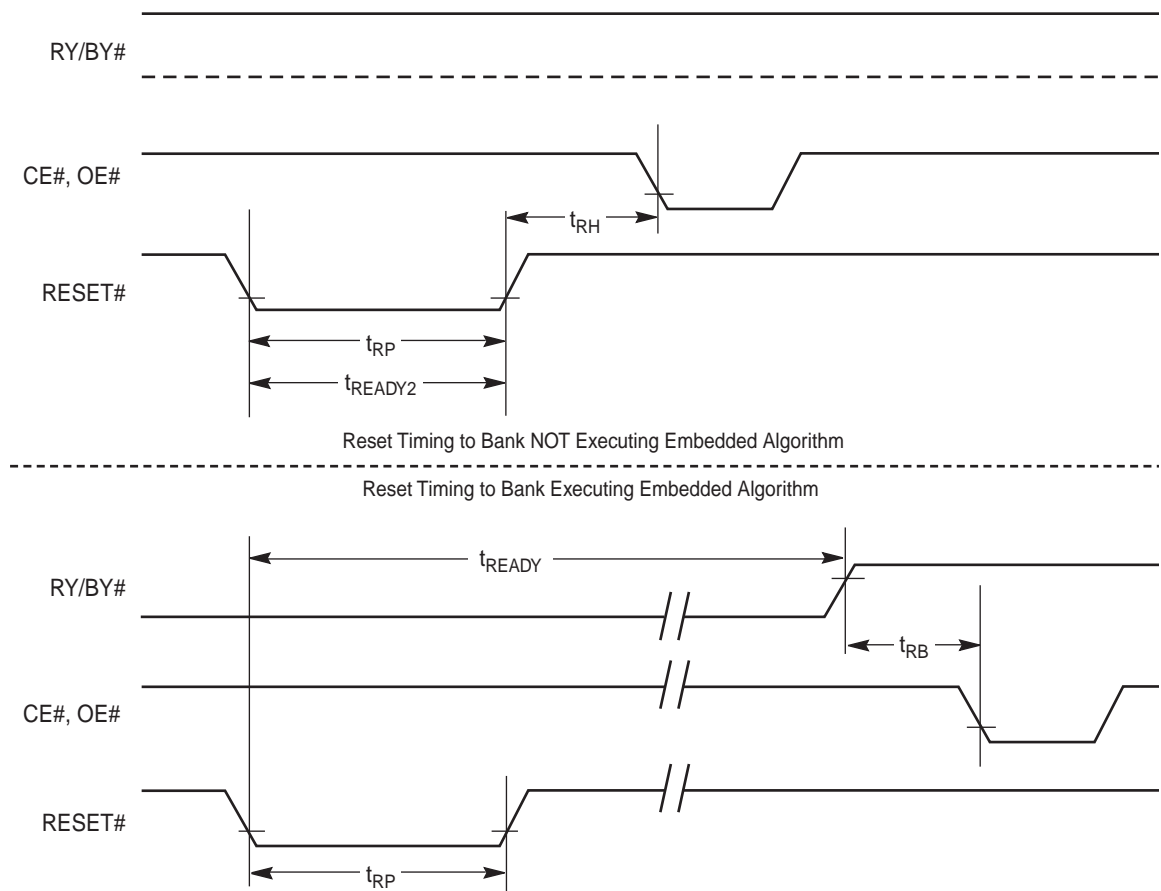 RY/BY#
CE#, OE#
tRH
RESET#
tRP
tREADY2
Reset Timing to Bank NOT Executing Embedded Algorithm
Reset Timing to Bank Executing Embedded Algorithm
tREADY
RY/BY#
tRB
CE#, OE#
RESET#
tRP